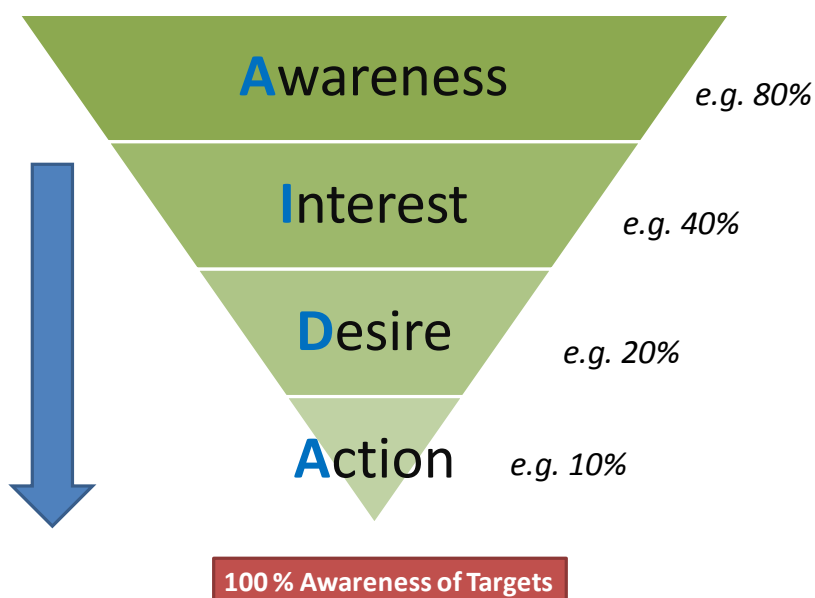 Awareness
e.g. 80%
Interest
e.g. 40%
Desire
e.g. 20%
Action
e.g. 10%
100 % Awareness of Targets